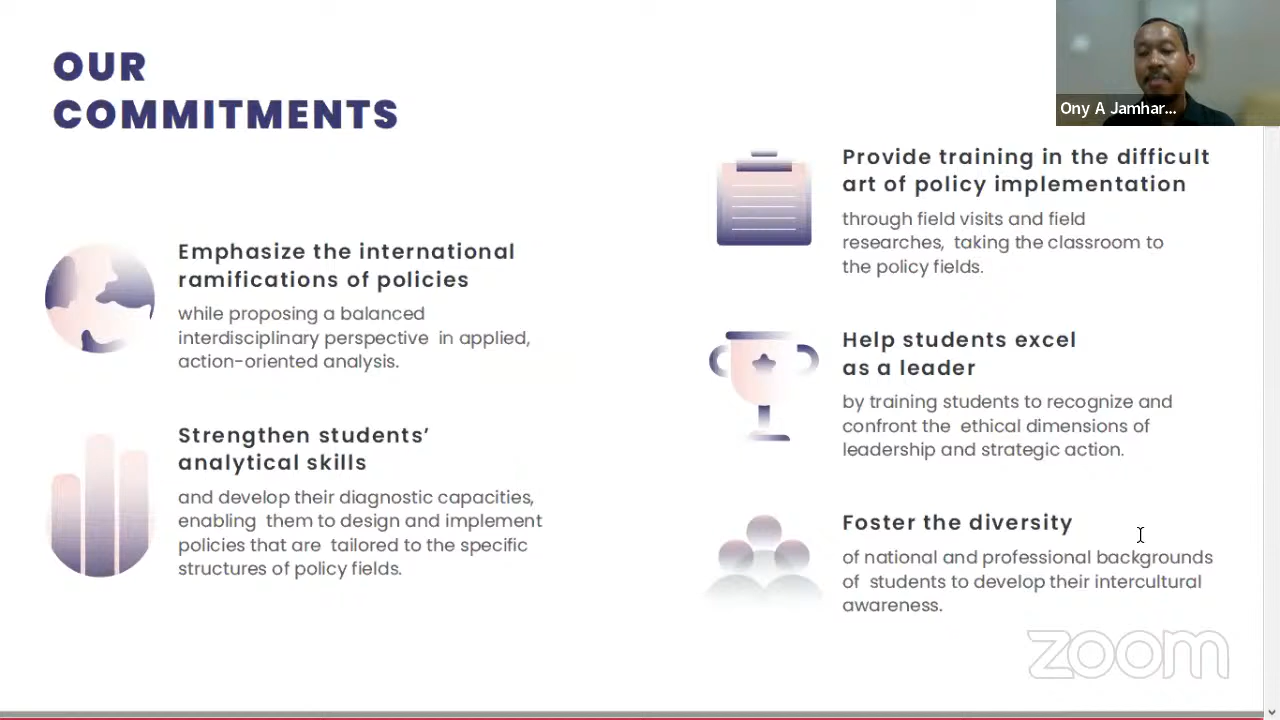 OUR
COMMITMENTS
Ony A Jamhar...
Emphasize the international
ramifications of policies
while proposing a balanced
interdisciplinary perspective in applied,
action-oriented analysis.
Strengthen students’
analytical skills
and develop their diagnostic capacities,
enabling them to design and implement
policies that are tailored to the specific
structures of policy fields.
Provide training in the difficult
art of policy implementation
through field visits and field
researches, taking the classroom to
the policy fields.
Help students excel
as a leader
by training students to recognize and
confront the ethical dimensions of
leadership and strategic action.
Foster the diversity
of national and professional backgrounds
of students to develop their intercultural
awareness.
zoom